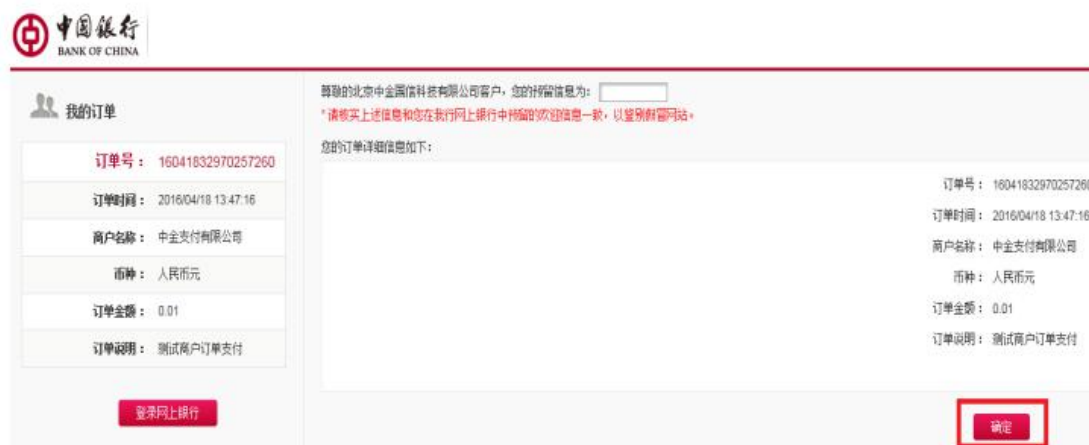 中国银行
BANK OF CHINA
我的订单
订单号： 16041832970257260
订单时间： 2016/04/18 13:47:16
商户名称： 中金支付有限公司
币种： 人民币元
订单金额： 0.01
订单说明： 测试商户订单支付
登录网上银行
尊敬的北京中金国信科技有限公司客户，您的预留信息为：
*请核实上述信息和您在我行网上银行中预留的欢迎信息一致，以鉴别假冒网站。
您的订单详细信息如下：
订单号： 16041832970257260
订单时间： 2016/04/18 13:47:16
商户名称： 中金支付有限公司
币种： 人民币元
订单金额： 0.01
订单说明： 测试商户订单支付
确定